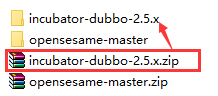 incubator-dubbo-2.5.x
opensesame-master
incubator-dubbo-2.5.x.zip
opensesame-master.zip